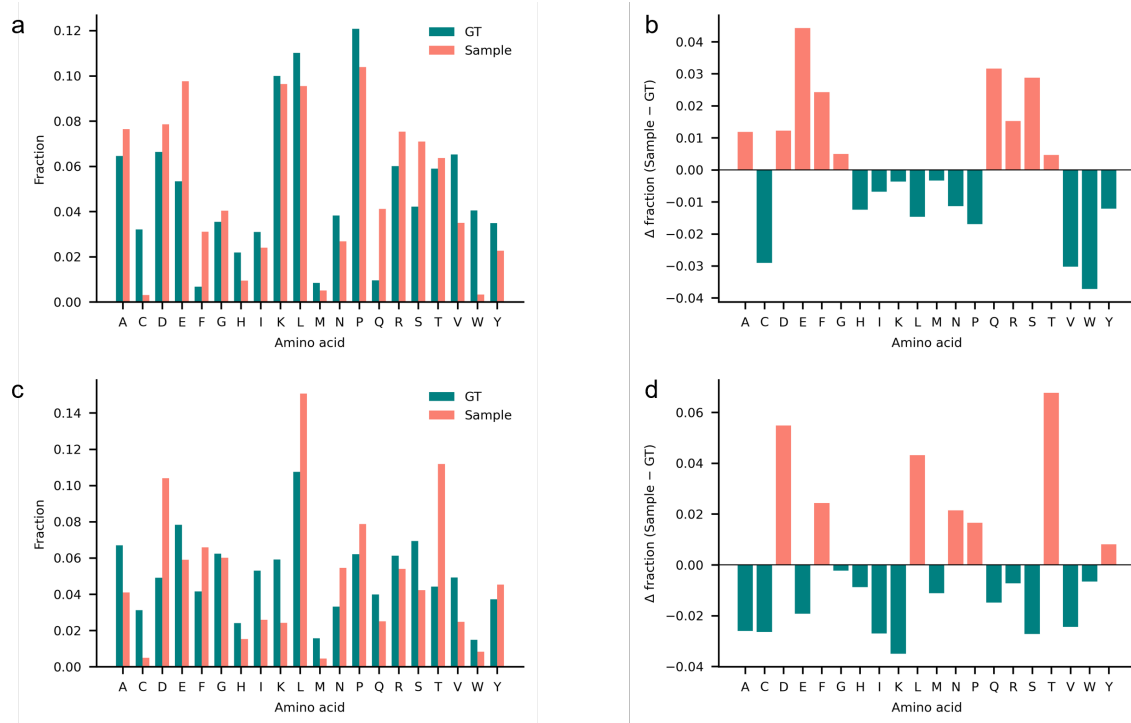 a
0.12
0.10
0.08
0.06
0.04
0.02
0.00
Fraction
GT
Sample
A C D E F G H I K L M N P Q R S T V W Y
Amino acid
b
0.04
0.03
0.02
0.01
0.00
−0.01
−0.02
−0.03
−0.04
Δ fraction (Sample − GT)
A C D E F G H I K L M N P Q R S T V W Y
Amino acid
c
0.14
0.12
0.10
0.08
0.06
0.04
0.02
0.00
Fraction
GT
Sample
A C D E F G H I K L M N P Q R S T V W Y
Amino acid
d
0.06
0.04
0.02
0.00
−0.02
−0.04
Δ fraction (Sample − GT)
A C D E F G H I K L M N P Q R S T V W Y
Amino acid